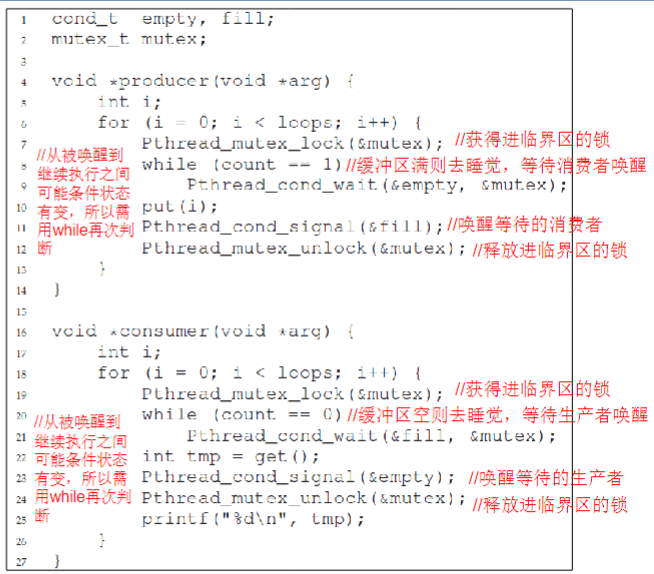 1 cond_t empty, fill;
2 mutex_t mutex;
3
4 void *producer(void *arg) {
5 int i;
6 for (i = 0; i < loops; i++) {
7 Pthread_mutex_lock(&mutex); //获得进临界区的锁
8 while (count == 1)//缓冲区满则去睡觉，等待消费者唤醒
9 Pthread_cond_wait(&empty, &mutex);
10 put(i);
11 Pthread_cond_signal(&fill);//唤醒等待的消费者
12 Pthread_mutex_unlock(&mutex); //释放进临界区的锁
13 }
14 }
//从被唤醒到
继续执行之间
可能条件状态
有变，所以需
用while再次判
断
15
16 void *consumer(void *arg) {
17 int i;
18 for (i = 0; i < loops; i++) {
19 Pthread_mutex_lock(&mutex); //获得进临界区的锁
20 while (count == 0)//缓冲区空则去睡觉，等待生产者唤醒
21 Pthread_cond_wait(&fill, &mutex);
22 int tmp = get();
23 Pthread_cond_signal(&empty); //唤醒等待的生产者
24 Pthread_mutex_unlock(&mutex); //释放进临界区的锁
25 printf("%d\n", tmp);
26 }
27 }
//从被唤醒到
继续执行之间
可能条件状态
有变，所以需
用while再次判
断